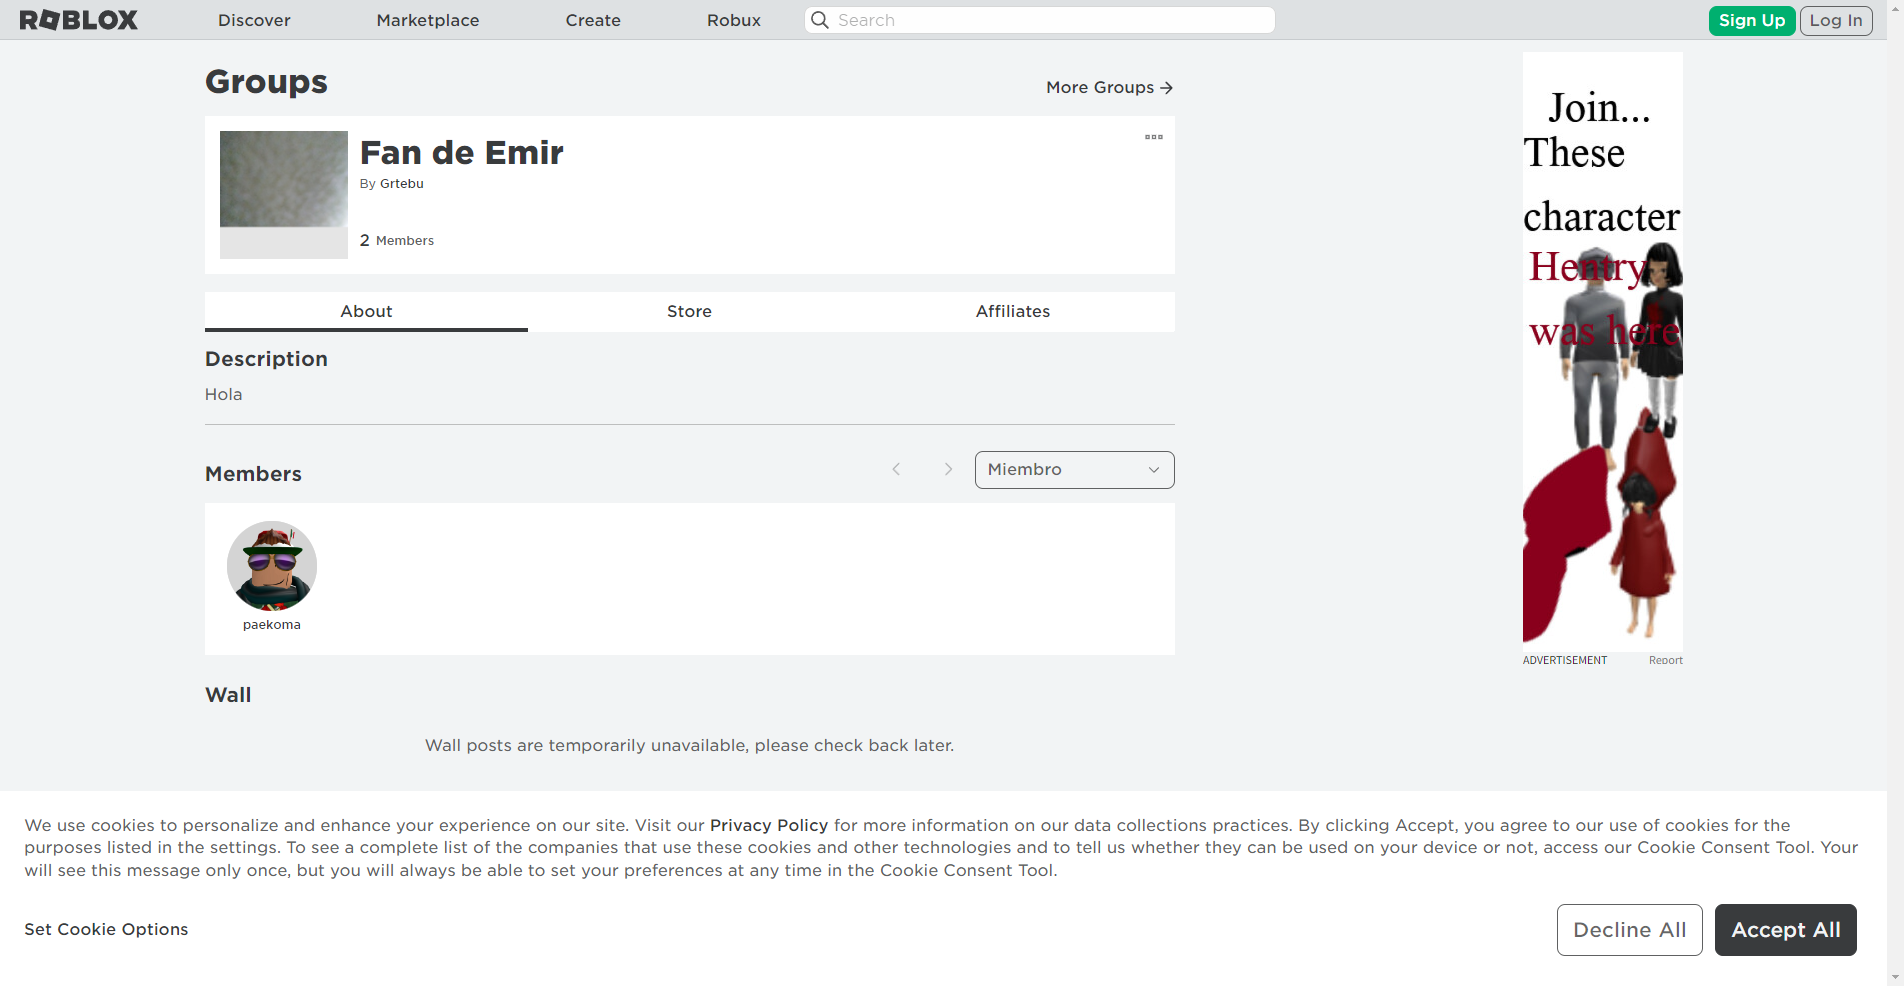 ROBLOX
Discover
Marketplace
Create
Robux
Search
Sign Up
Log In
Groups
More Groups
Fan de Emir
By Grtebu
2 Members
About
Store
Affiliates
Description
Hola
Members
Miembro
paekoma
Wall
Wall posts are temporarily unavailable, please check back later.
Join...
These
character
Hentry
was here
ADVERTISEMENT
Report
We use cookies to personalize and enhance your experience on our site. Visit our Privacy Policy for more information on our data collections practices. By clicking Accept, you agree to our use of cookies for the
purposes listed in the settings. To see a complete list of the companies that use these cookies and other technologies and to tell us whether they can be used on your device or not, access our Cookie Consent Tool. Your
will see this message only once, but you will always be able to set your preferences at any time in the Cookie Consent Tool.
Set Cookie Options
Decline All
Accept All